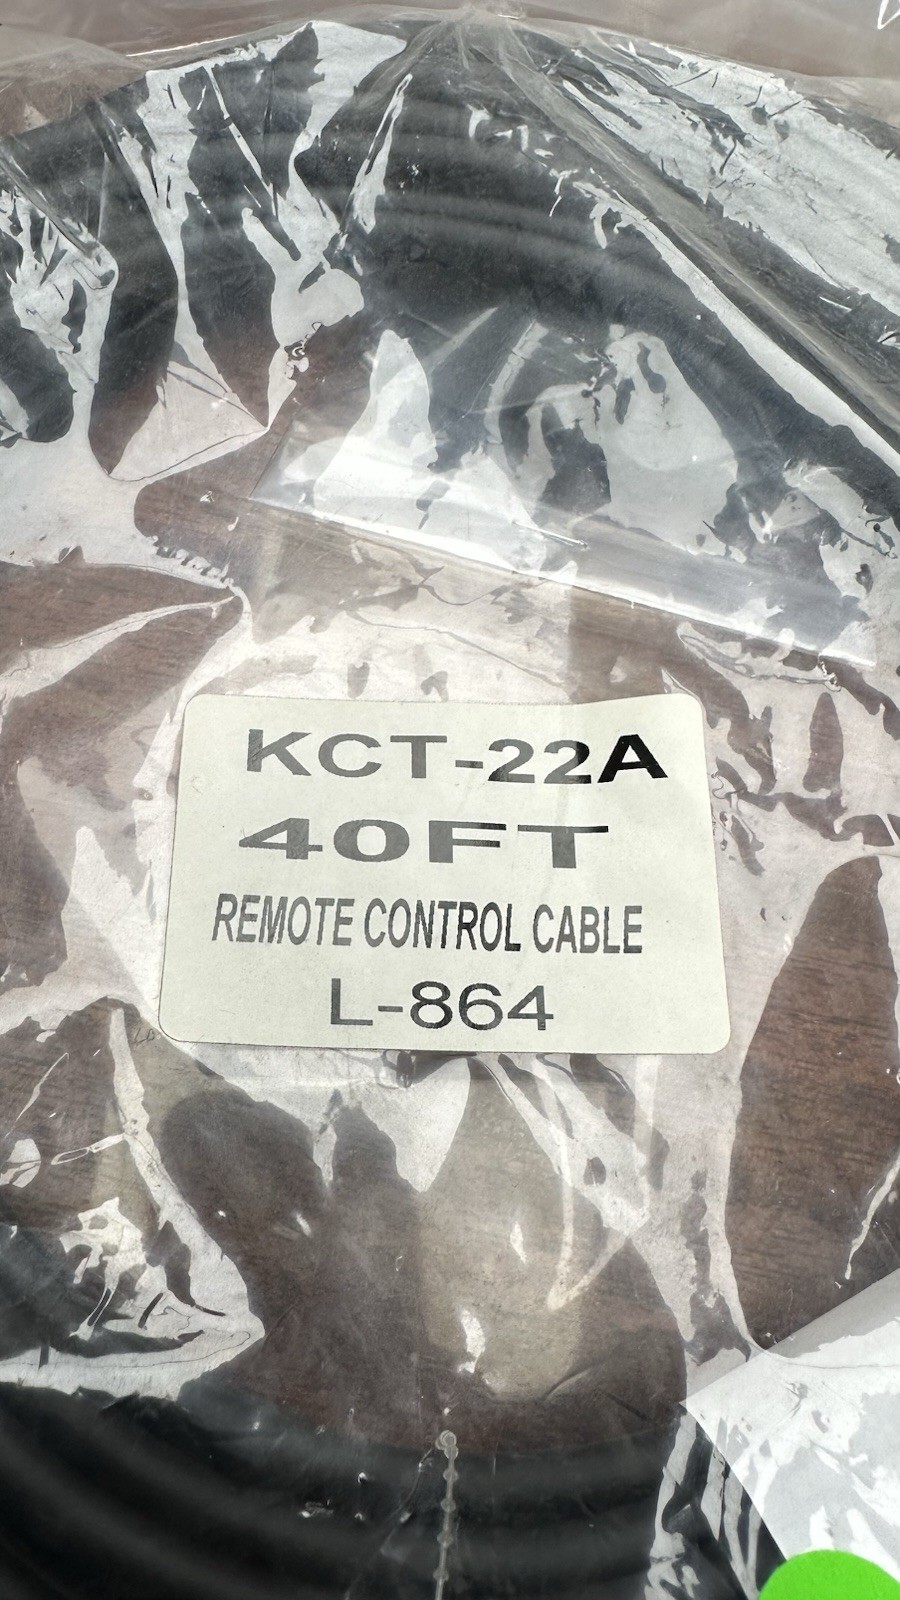 KCT-22A
40FT
REMOTE CONTROL CABLE
L-864